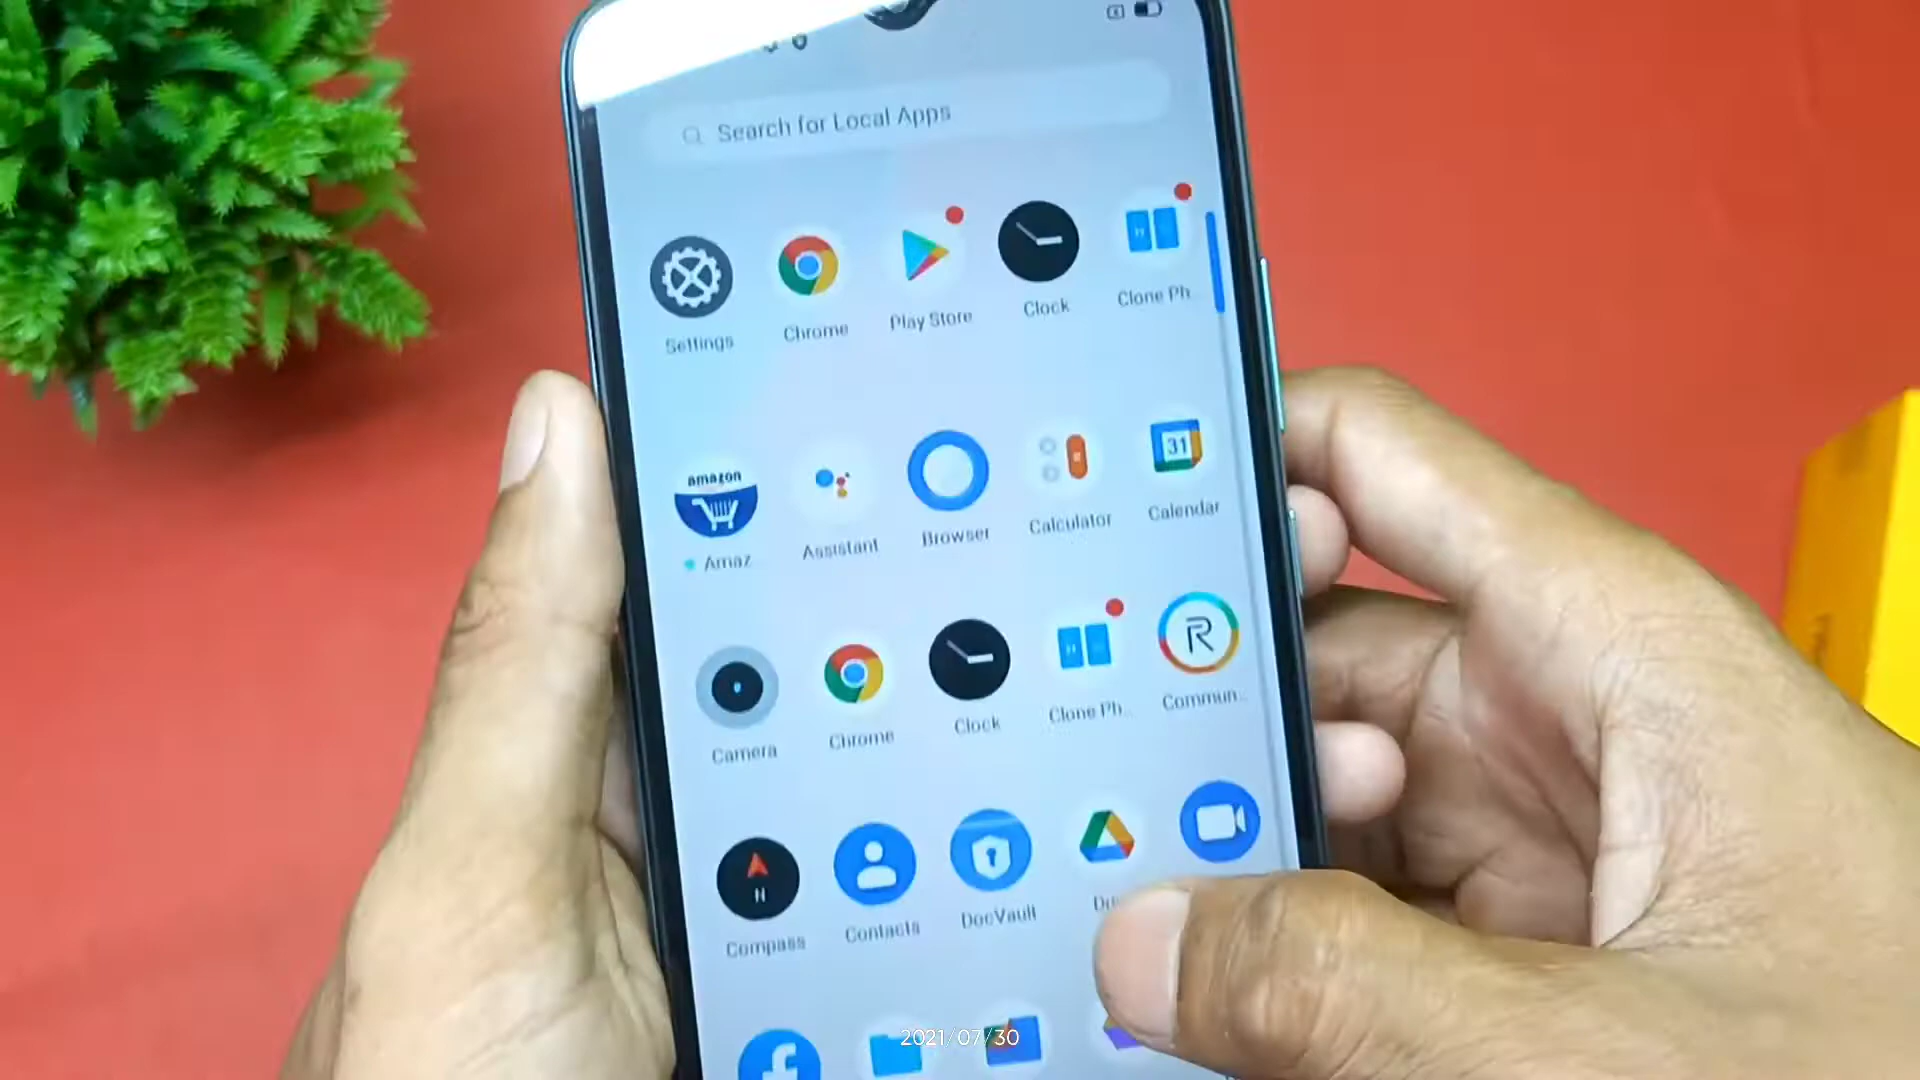 Search for Local Apps
Settings
Chrome
Play Store
Clock
Clone Ph..
amazon
Amaz
Assistant
Browser
Calculator
31
Calendar
Camera
Chrome
Clock
Clone Ph..
R
Commun...
N
Compass
Contacts
DocVault
2021/07/30